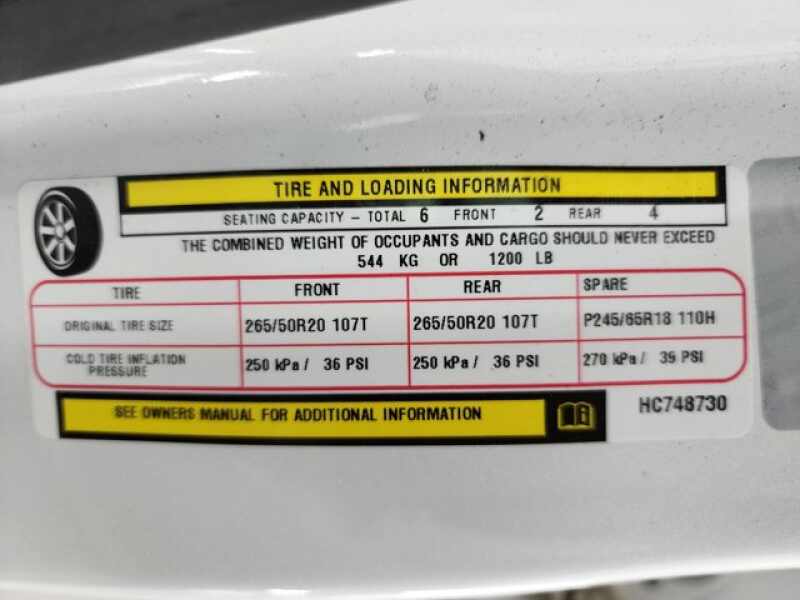 TIRE AND LOADING INFORMATION
SEATING CAPACITY – TOTAL 6 FRONT 2 REAR 4
THE COMBINED WEIGHT OF OCCUPANTS AND CARGO SHOULD NEVER EXCEED
544 KG OR 1200 LB
TIRE FRONT REAR SPARE
ORIGINAL TIRE SIZE 265/50R20 107T 265/50R20 107T P245/65R18 110H
COLD TIRE INFLATION PRESSURE 250 kPa / 36 PSI 250 kPa / 36 PSI 270 kPa / 39 PSI
SEE OWNERS MANUAL FOR ADDITIONAL INFORMATION
HC748730